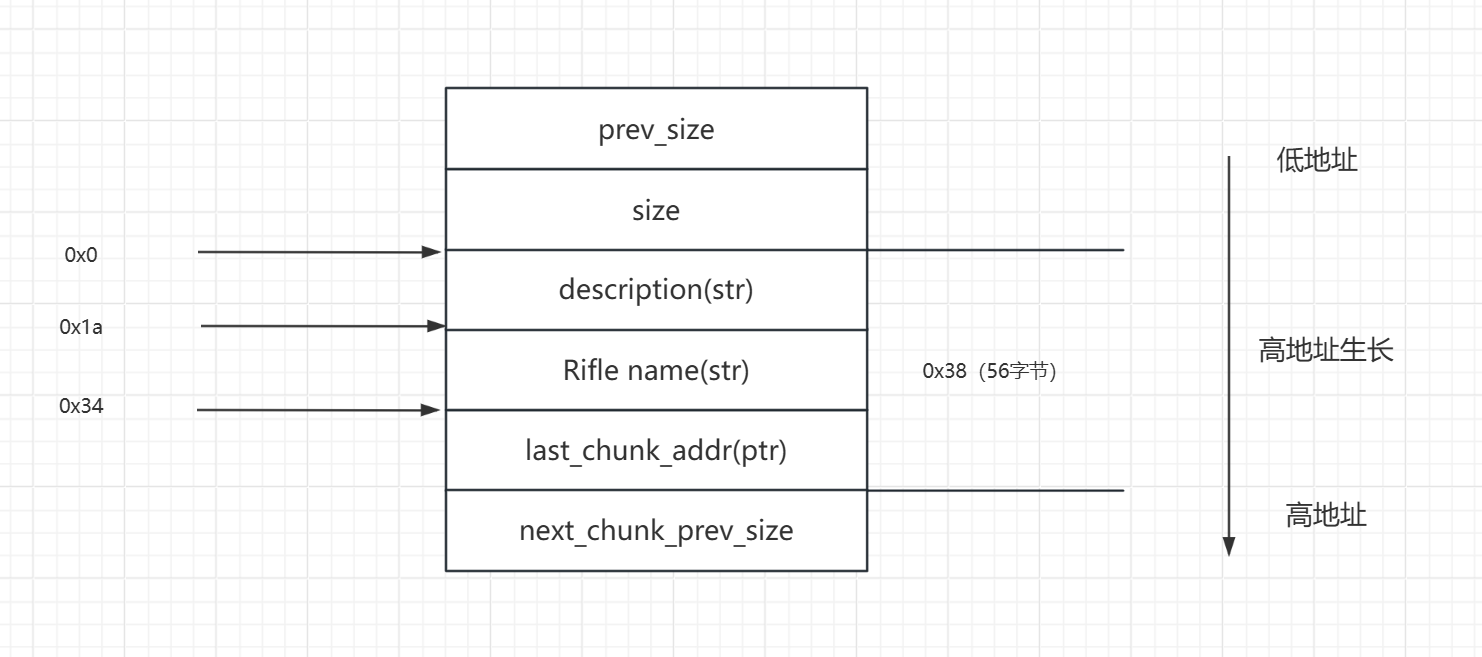 prev_size
低地址
size
0x0
description(str)
0x1a
高地址生长
Rifle name(str)
0x38（56字节）
0x34
last_chunk_addr(ptr)
高地址
next_chunk_prev_size